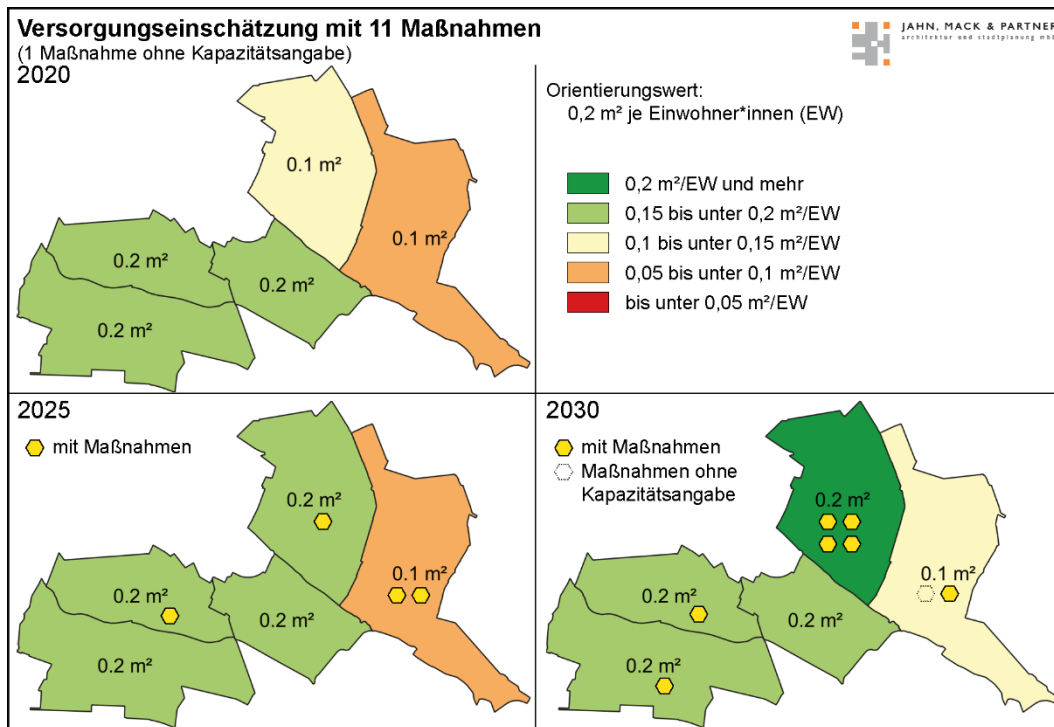 Versorgungseinschätzung mit 11 Maßnahmen
(1 Maßnahme ohne Kapazitätsangabe)
JAHN, MACK & PARTNER
architektur und stadtplanung mbB
2020
0.1 m²
0.1 m²
0.2 m²
0.2 m²
0.2 m²
Orientierungswert:
0,2 m² je Einwohner*innen (EW)
0,2 m²/EW und mehr
0,15 bis unter 0,2 m²/EW
0,1 bis unter 0,15 m²/EW
0,05 bis unter 0,1 m²/EW
bis unter 0,05 m²/EW
2025
mit Maßnahmen
0.2 m²
0.1 m²
0.2 m²
0.2 m²
0.2 m²
2030
mit Maßnahmen
Maßnahmen ohne
Kapazitätsangabe
0.2 m²
0.1 m²
0.2 m²
0.2 m²
0.2 m²